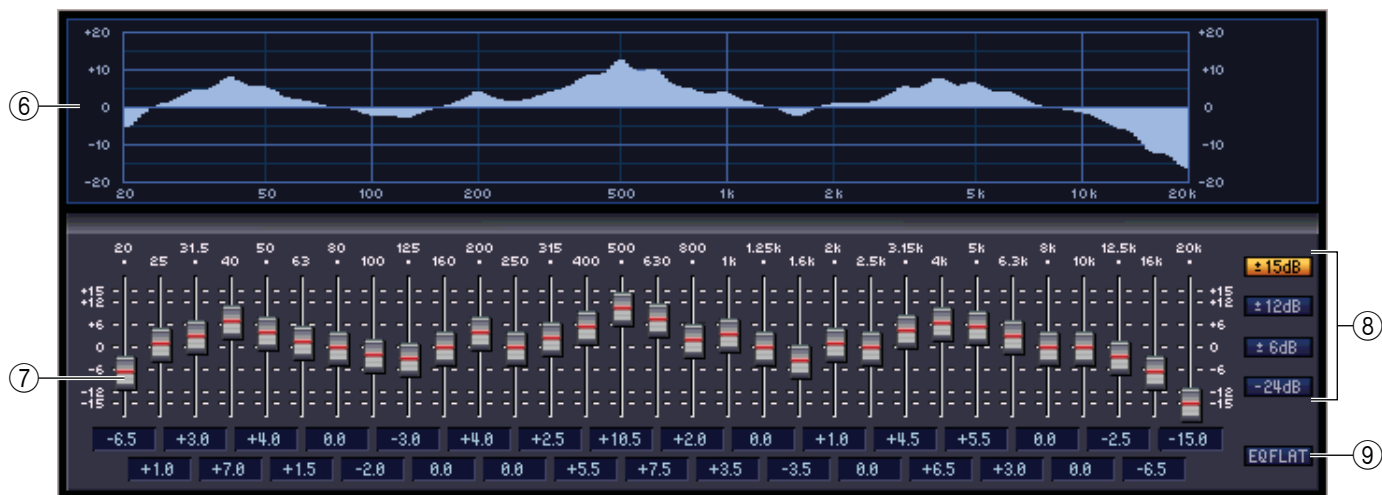 +20 +20
+10 +10
⑥ 0 0
-10 -10
-20 -20
20 50 100 200 500 1k 2k 5k 10k 20k
20 31.5 50 80 125 200 315 500 800 1.25k 2k 3.15k 5k 8k 12.5k 20k
25 40 63 100 160 250 400 630 1k 1.6k 2.5k 4k 6.3k 10k 16k
±15dB
+15 +15
+12 +12
±12dB
+6 +6
⑧
0 0
±6dB
-6 -6
⑦
-24dB
-12 -12
-15 -15
-6.5 +3.0 +4.0 0.0 -3.0 +4.0 +2.5 +10.5 +2.0 0.0 +1.0 +4.5 +5.5 0.0 -2.5 -15.0
+1.0 +7.0 +1.5 -2.0 0.0 0.0 +5.5 +7.5 +3.5 -3.5 0.0 +6.5 +3.0 0.0 -6.5
EQFLAT ⑨